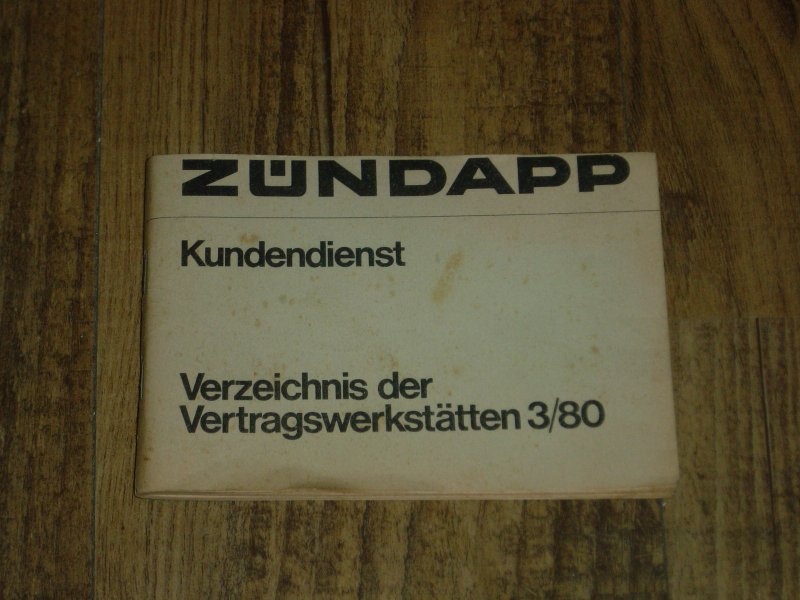 ZÜNDAPP
Kundendienst
Verzeichnis der
Vertragswerkstätten 3/80